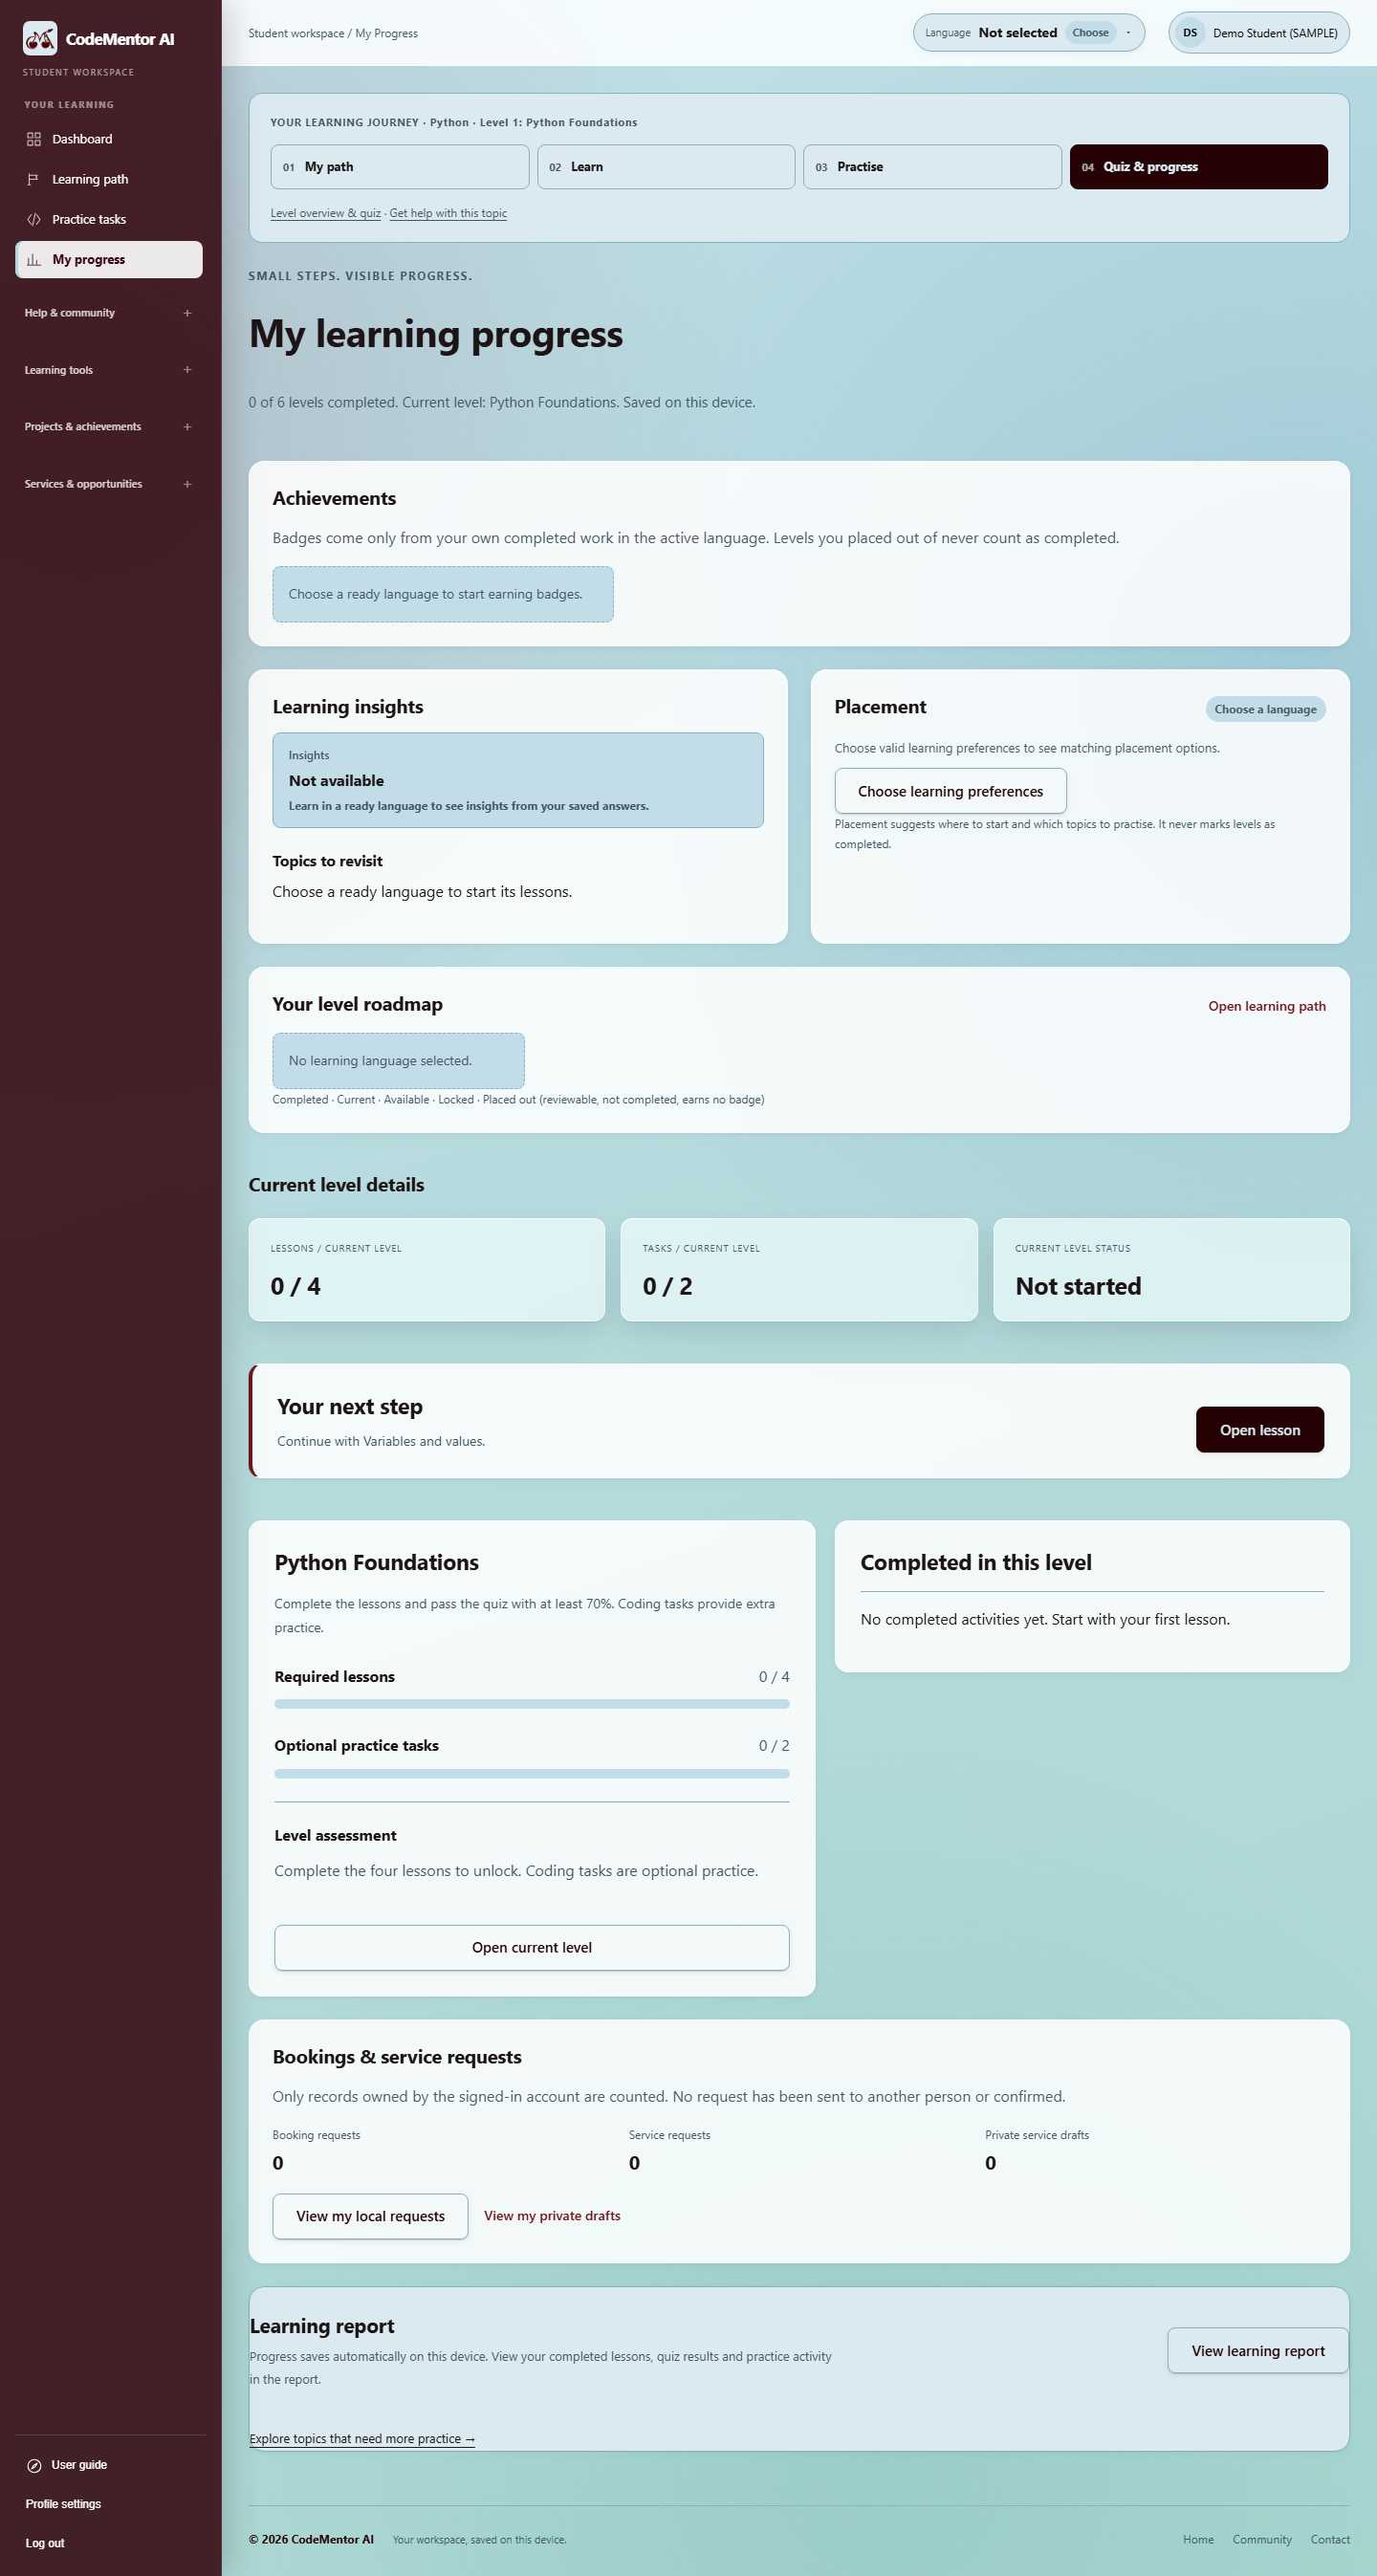 CodeMentor AI
STUDENT WORKSPACE
YOUR LEARNING
Dashboard
Learning path
Practice tasks
My progress
Help & community +
Learning tools +
Projects & achievements +
Services & opportunities +
User guide
Profile settings
Log out
Student workspace / My Progress
Language Not selected Choose ·
DS Demo Student (SAMPLE)
YOUR LEARNING JOURNEY · Python · Level 1: Python Foundations
01 My path
02 Learn
03 Practise
04 Quiz & progress
Level overview & quiz · Get help with this topic
SMALL STEPS. VISIBLE PROGRESS.
My learning progress
0 of 6 levels completed. Current level: Python Foundations. Saved on this device.
Achievements
Badges come only from your own completed work in the active language. Levels you placed out of never count as completed.
Choose a ready language to start earning badges.
Learning insights
Insights
Not available
Learn in a ready language to see insights from your saved answers.
Topics to revisit
Choose a ready language to start its lessons.
Placement
Choose a language
Choose valid learning preferences to see matching placement options.
Choose learning preferences
Placement suggests where to start and which topics to practise. It never marks levels as
completed.
Your level roadmap
Open learning path
No learning language selected.
Completed · Current · Available · Locked · Placed out (reviewable, not completed, earns no badge)
Current level details
LESSONS / CURRENT LEVEL
0 / 4
TASKS / CURRENT LEVEL
0 / 2
CURRENT LEVEL STATUS
Not started
Your next step
Continue with Variables and values.
Open lesson
Python Foundations
Complete the lessons and pass the quiz with at least 70%. Coding tasks provide extra
practice.
Required lessons 0 / 4
Optional practice tasks 0 / 2
Level assessment
Complete the four lessons to unlock. Coding tasks are optional practice.
Open current level
Completed in this level
No completed activities yet. Start with your first lesson.
Bookings & service requests
Only records owned by the signed-in account are counted. No request has been sent to another person or confirmed.
Booking requests
0
Service requests
0
Private service drafts
0
View my local requests
View my private drafts
Learning report
Progress saves automatically on this device. View your completed lessons, quiz results and practice activity
in the report.
View learning report
Explore topics that need more practice →
© 2026 CodeMentor AI Your workspace, saved on this device.
Home Community Contact